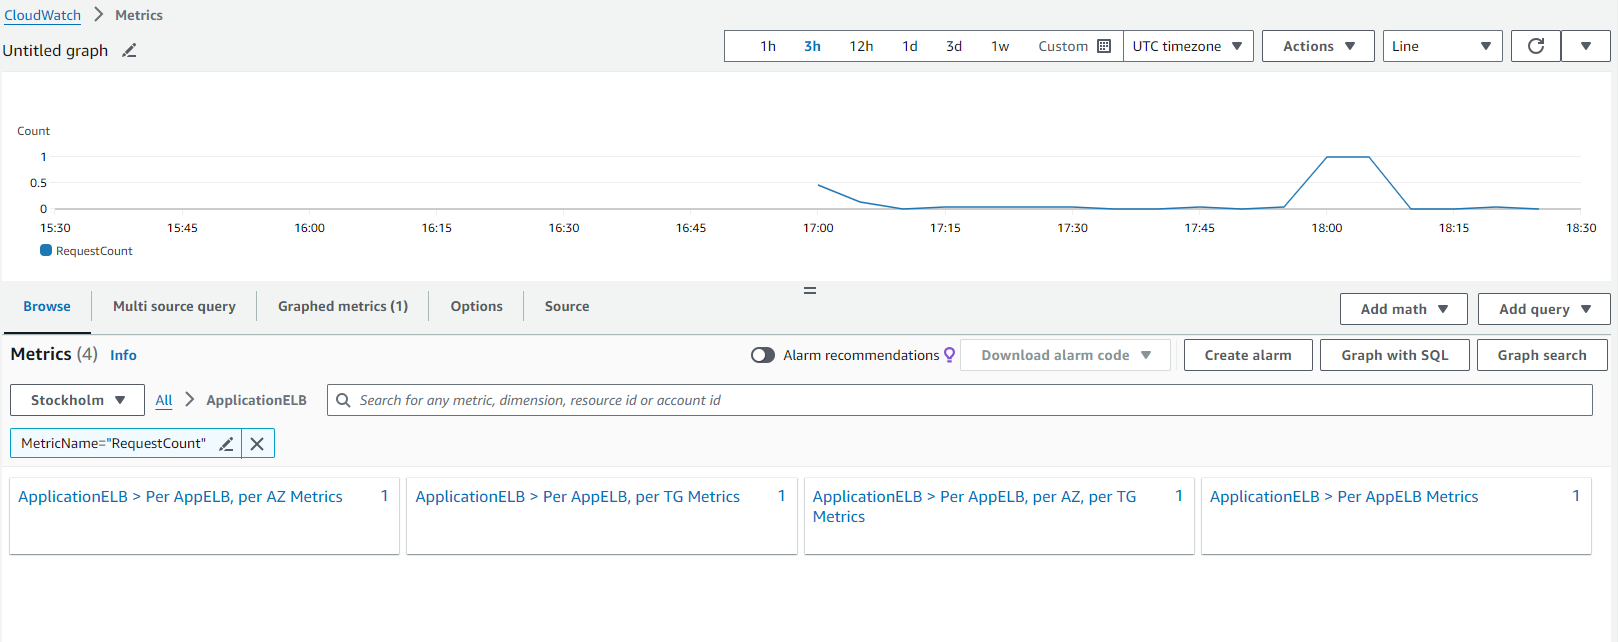 CloudWatch > Metrics
Untitled graph
1h 3h 12h 1d 3d 1w Custom UTC timezone Actions Line
Count
1
0.5
0
15:30 15:45 16:00 16:15 16:30 16:45 17:00 17:15 17:30 17:45 18:00 18:15 18:30
RequestCount
Browse Multi source query Graphed metrics (1) Options Source Add math Add query
Metrics (4) Info Alarm recommendations Download alarm code Create alarm Graph with SQL Graph search
Stockholm All > ApplicationELB Search for any metric, dimension, resource id or account id
MetricName="RequestCount"
ApplicationELB > Per AppELB, per AZ Metrics 1
ApplicationELB > Per AppELB, per TG Metrics 1
ApplicationELB > Per AppELB, per AZ, per TG 1
Metrics
ApplicationELB > Per AppELB Metrics 1